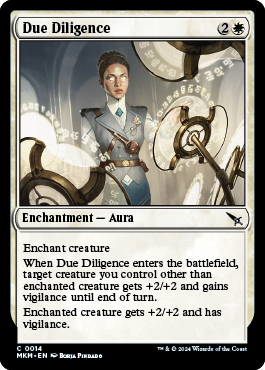 Due Diligence 2
Enchantment — Aura
Enchant creature
When Due Diligence enters the battlefield,
target creature you control other than
enchanted creature gets +2/+2 and gains
vigilance until end of turn.
Enchanted creature gets +2/+2 and has
vigilance.
C 0014
MKM • EN Borja Pindado
™ & © 2024 Wizards of the Coast